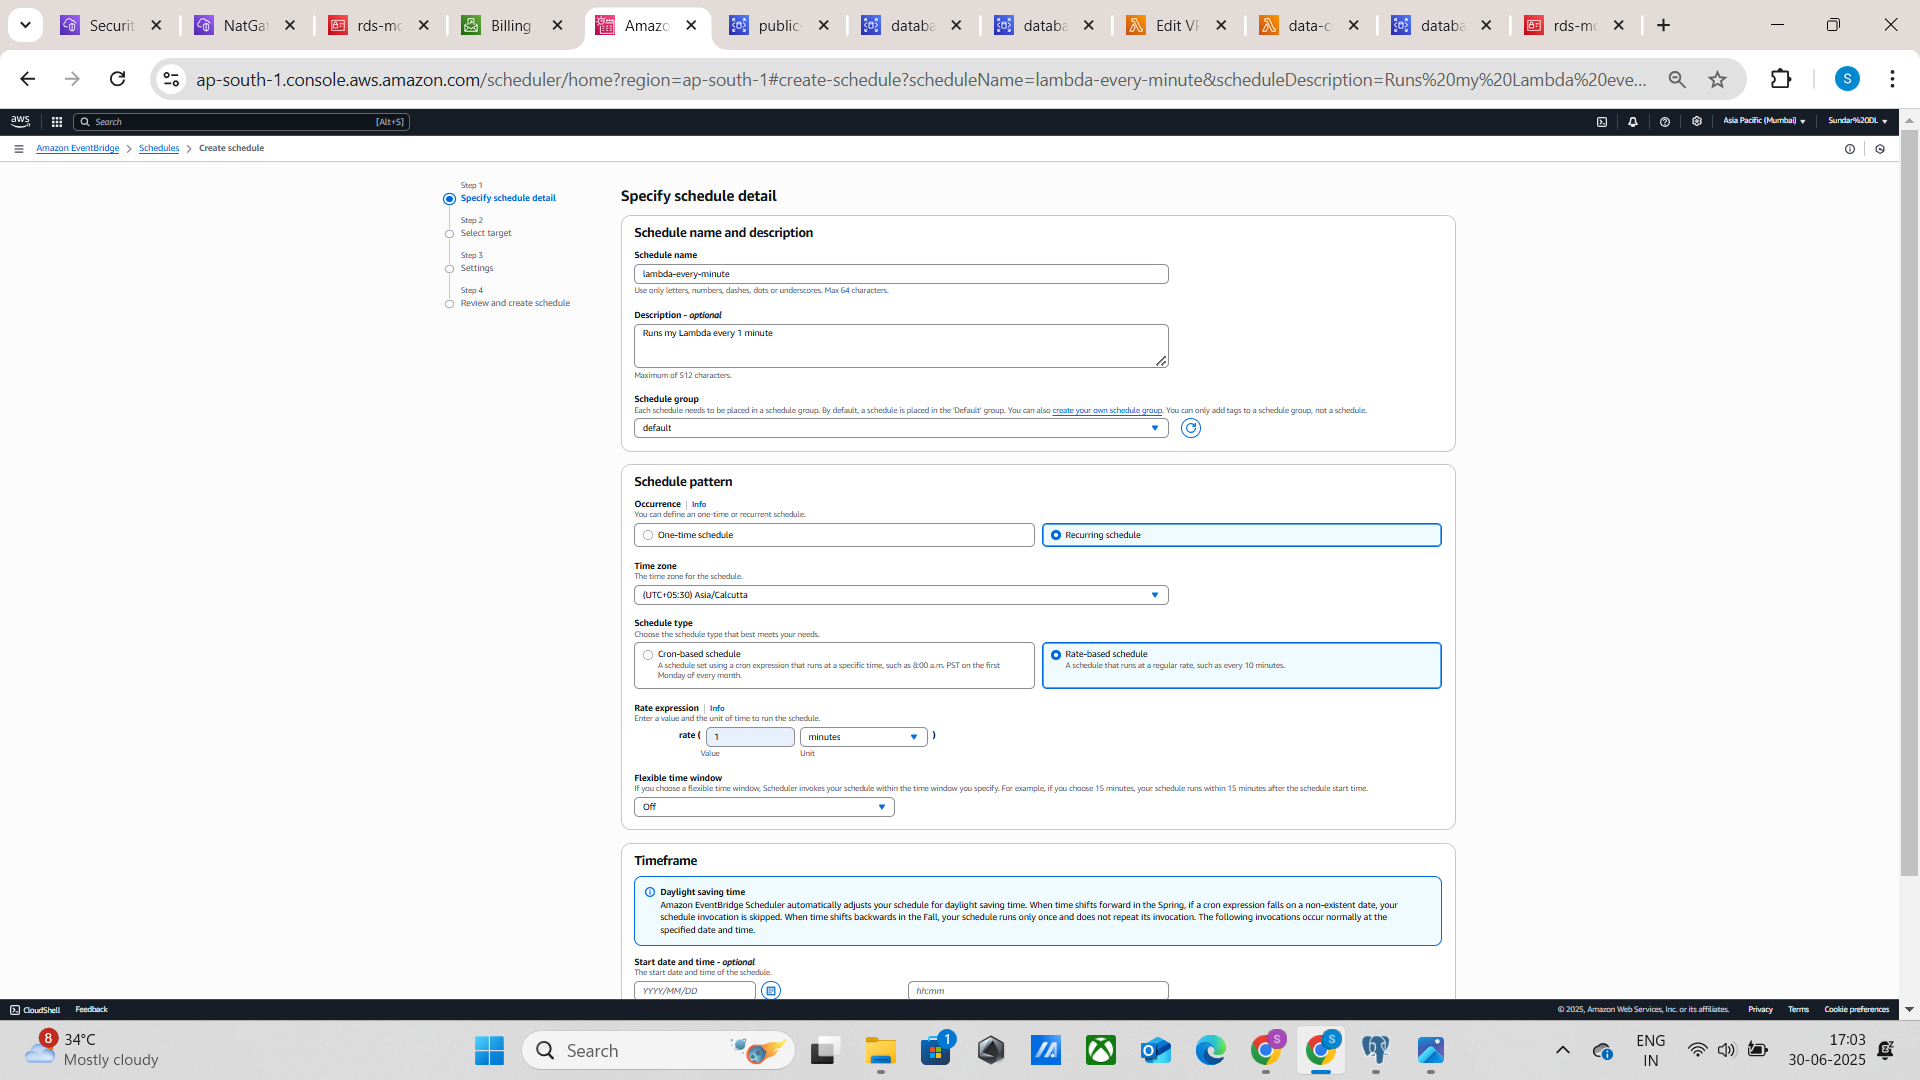 Securit
NatGat
rds-mo
Billing
Amazo
public-
databa
databa
Edit VP
data-c
databa
rds-mo
ap-south-1.console.aws.amazon.com/scheduler/home?region=ap-south-1#create-schedule?scheduleName=lambda-every-minute&scheduleDescription=Runs%20my%20Lambda%20eve...
S
aws
Search
[Alt+S]
Asia Pacific (Mumbai)
Sundar%20DL
Amazon EventBridge
Schedules
Create schedule
Step 1
Specify schedule detail
Step 2
Select target
Step 3
Settings
Step 4
Review and create schedule
Specify schedule detail
Schedule name and description
Schedule name
lambda-every-minute
Use only letters, numbers, dashes, dots or underscores. Max 64 characters.
Description - optional
Runs my Lambda every 1 minute
Maximum of 512 characters.
Schedule group
Each schedule needs to be placed in a schedule group. By default, a schedule is placed in the 'Default' group. You can also create your own schedule group. You can only add tags to a schedule group, not a schedule.
default
Schedule pattern
Occurrence
Info
You can define an one-time or recurrent schedule.
One-time schedule
Recurring schedule
Time zone
The time zone for the schedule.
(UTC+05:30) Asia/Calcutta
Schedule type
Choose the schedule type that best meets your needs.
Cron-based schedule
A schedule set using a cron expression that runs at a specific time, such as 8:00 a.m. PST on the first
Monday of every month.
Rate-based schedule
A schedule that runs at a regular rate, such as every 10 minutes.
Rate expression
Info
Enter a value and the unit of time to run the schedule.
rate (
1
minutes
)
Value
Unit
Flexible time window
If you choose a flexible time window, Scheduler invokes your schedule within the time window you specify. For example, if you choose 15 minutes, your schedule runs within 15 minutes after the schedule start time.
Off
Timeframe
Daylight saving time
Amazon EventBridge Scheduler automatically adjusts your schedule for daylight saving time. When time shifts forward in the Spring, if a cron expression falls on a non-existent date, your
schedule invocation is skipped. When time shifts backwards in the Fall, your schedule runs only once and does not repeat its invocation. The following invocations occur normally at the
specified date and time.
Start date and time - optional
The start date and time of the schedule.
YYYY/MM/DD
hh:mm
CloudShell
Feedback
© 2025, Amazon Web Services, Inc. or its affiliates.
Privacy
Terms
Cookie preferences
8
34°C
Mostly cloudy
Search
1
S
S
ENG
IN
17:03
30-06-2025